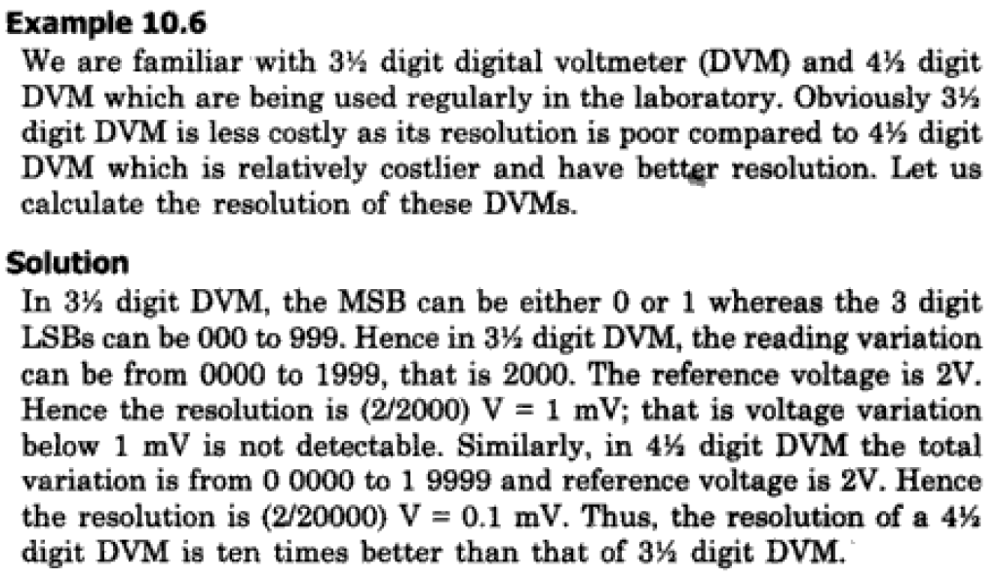 Example 10.6
We are familiar with 3½ digit digital voltmeter (DVM) and 4½ digit
DVM which are being used regularly in the laboratory. Obviously 3½
digit DVM is less costly as its resolution is poor compared to 4½ digit
DVM which is relatively costlier and have better resolution. Let us
calculate the resolution of these DVMs.
Solution
In 3½ digit DVM, the MSB can be either 0 or 1 whereas the 3 digit
LSBs can be 000 to 999. Hence in 3½ digit DVM, the reading variation
can be from 0000 to 1999, that is 2000. The reference voltage is 2V.
Hence the resolution is (2/2000) V = 1 mV; that is voltage variation
below 1 mV is not detectable. Similarly, in 4½ digit DVM the total
variation is from 0 0000 to 1 9999 and reference voltage is 2V. Hence
the resolution is (2/20000) V = 0.1 mV. Thus, the resolution of a 4½
digit DVM is ten times better than that of 3½ digit DVM.